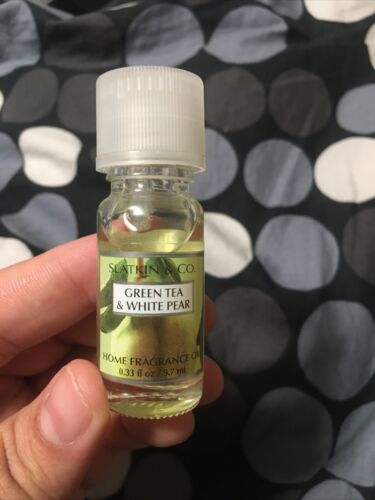 SLATKIN & CO.
GREEN TEA
& WHITE PEAR
HOME FRAGRANCE OIL
0.33 fl oz / 9.7 ml